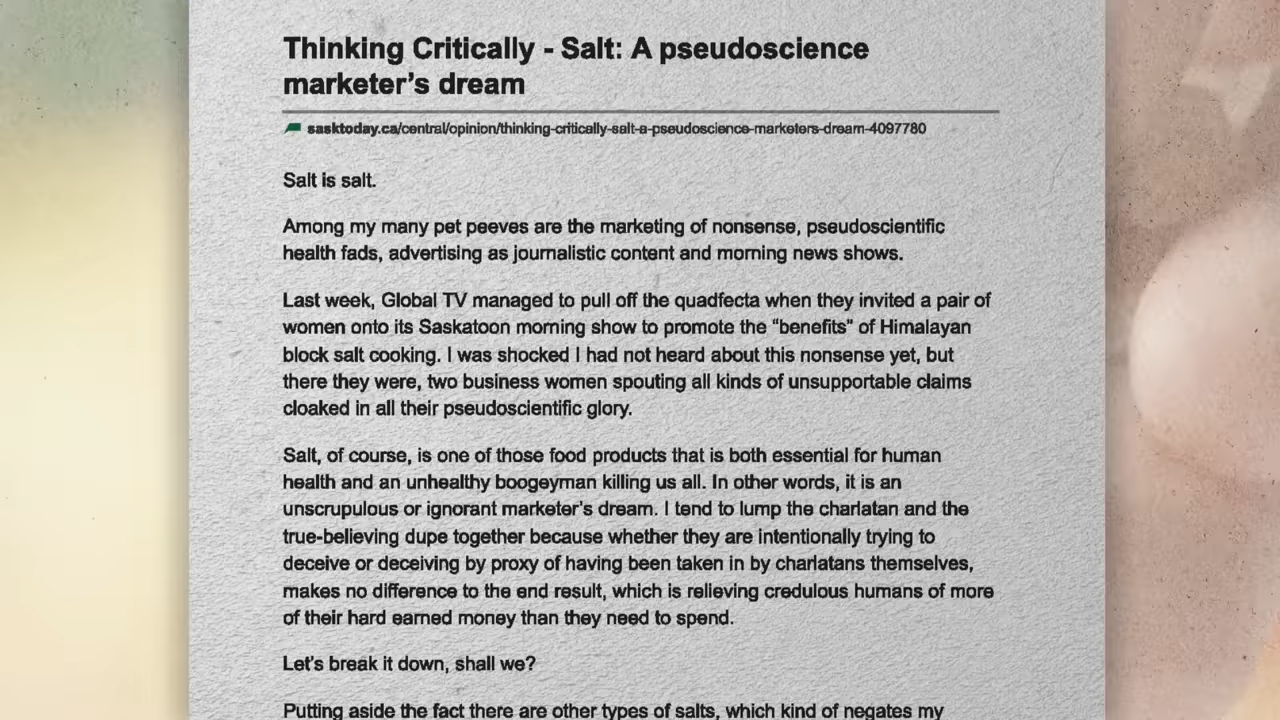 Thinking Critically - Salt: A pseudoscience
marketer's dream
sasktoday.ca/central/opinion/thinking-critically-salt-a-pseudoscience-marketers-dream-4097780
Salt is salt.
Among my many pet peeves are the marketing of nonsense, pseudoscientific
health fads, advertising as journalistic content and morning news shows.
Last week, Global TV managed to pull off the quadfecta when they invited a pair of
women onto its Saskatoon morning show to promote the “benefits” of Himalayan
block salt cooking. I was shocked I had not heard about this nonsense yet, but
there they were, two business women spouting all kinds of unsupportable claims
cloaked in all their pseudoscientific glory.
Salt, of course, is one of those food products that is both essential for human
health and an unhealthy boogeyman killing us all. In other words, it is an
unscrupulous or ignorant marketer's dream. I tend to lump the charlatan and the
true-believing dupe together because whether they are intentionally trying to
deceive or deceiving by proxy of having been taken in by charlatans themselves,
makes no difference to the end result, which is relieving credulous humans of more
of their hard earned money than they need to spend.
Let's break it down, shall we?
Putting aside the fact there are other types of salts, which kind of negates my